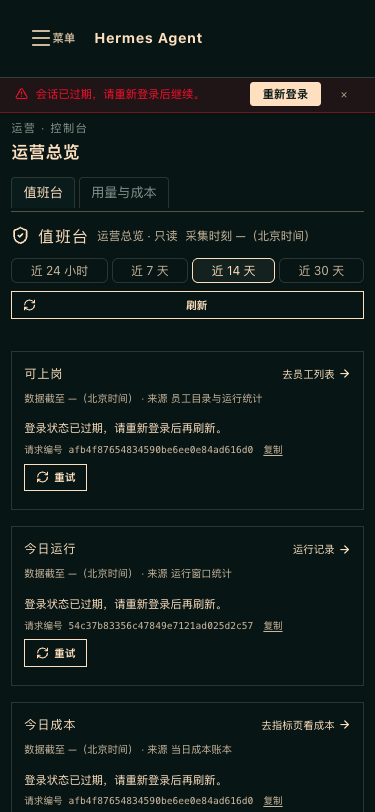 菜单 Hermes Agent
会话已过期，请重新登录后继续。 重新登录 ×
运营 · 控制台
运营总览
值班台 用量与成本
值班台 运营总览 · 只读 采集时刻 —（北京时间）
近 24 小时 近 7 天 近 14 天 近 30 天
刷新
可上岗 去员工列表 →
数据截至 —（北京时间） · 来源 员工目录与运行统计
登录状态已过期，请重新登录后再刷新。
请求编号 afb4f87654834590be6ee0e84ad616d0 复制
重试
今日运行 运行记录 →
数据截至 —（北京时间） · 来源 运行窗口统计
登录状态已过期，请重新登录后再刷新。
请求编号 54c37b83356c47849e7121ad025d2c57 复制
重试
今日成本 去指标页看成本 →
数据截至 —（北京时间） · 来源 当日成本账本
登录状态已过期，请重新登录后再刷新。
请求编号 afb4f87654834590be6ee0e84ad616d0 复制